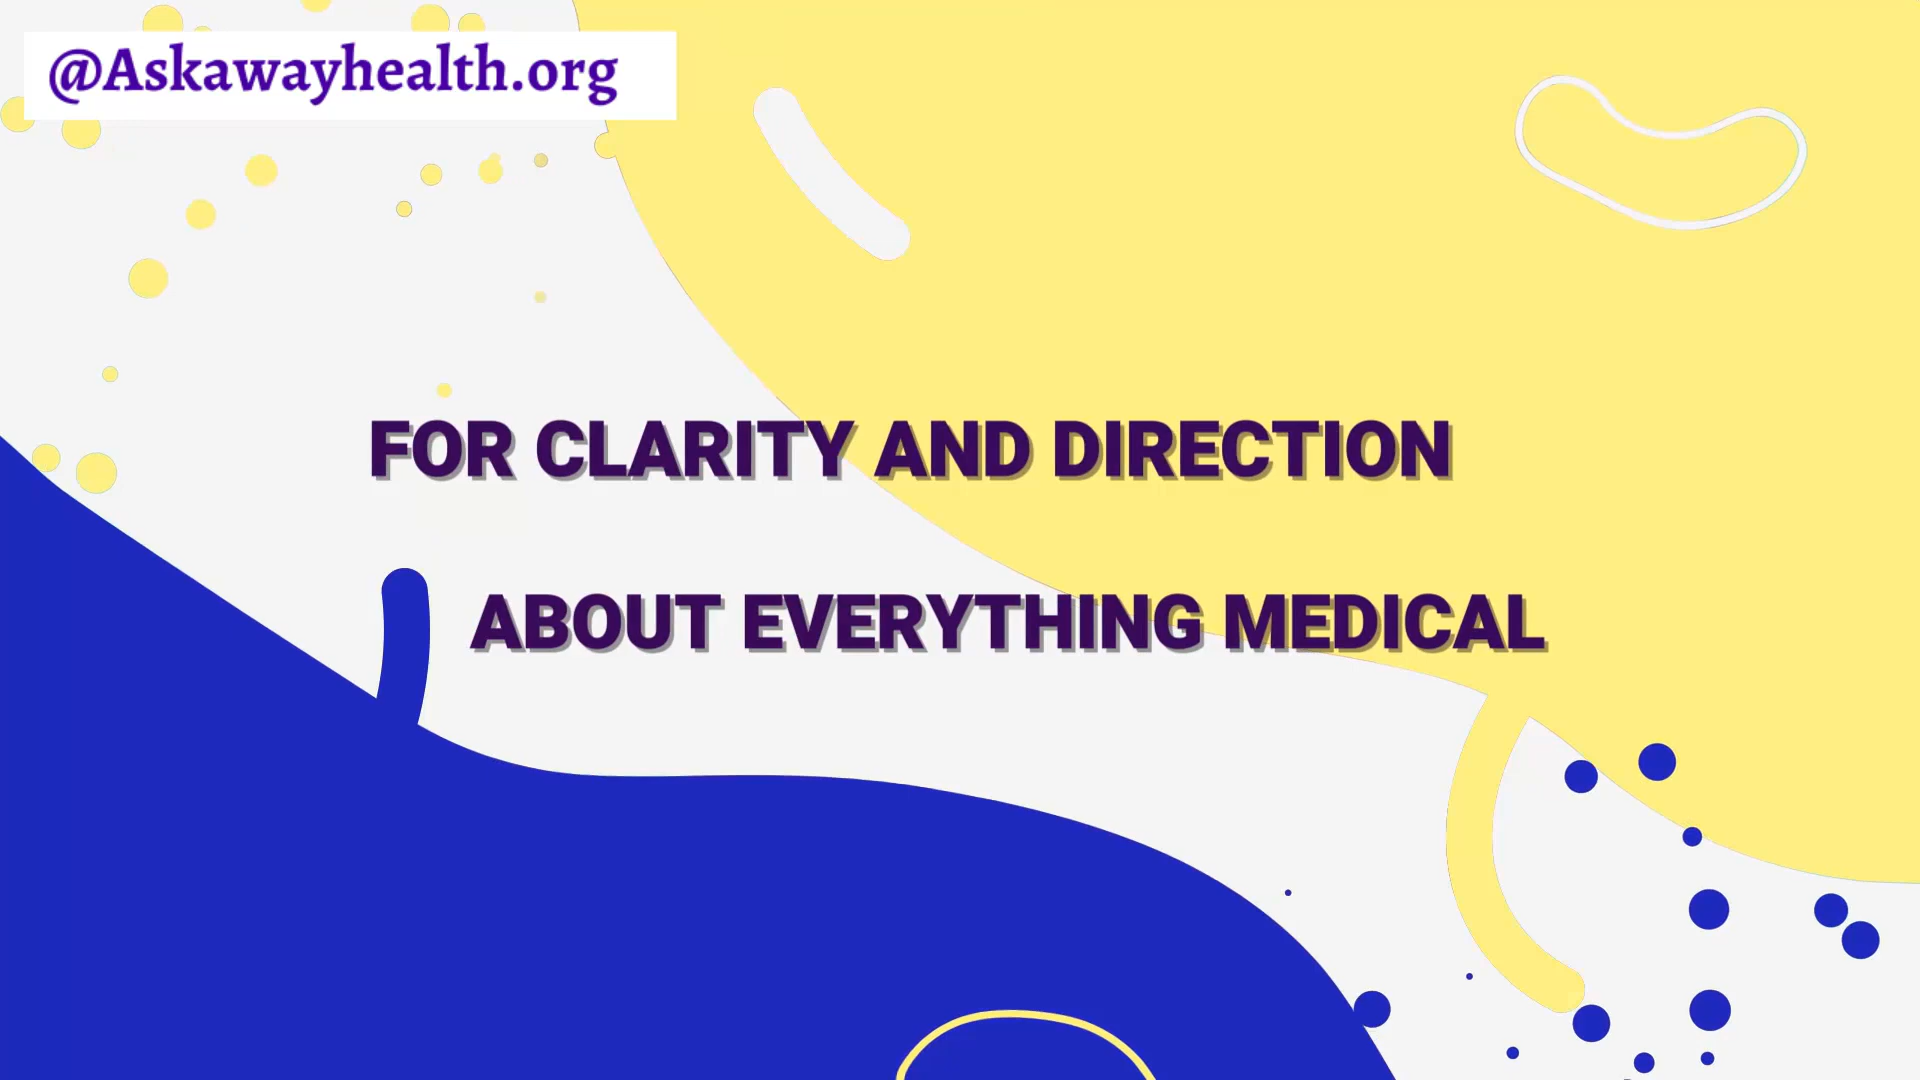 @Askawayhealth.org
FOR CLARITY AND DIRECTION
ABOUT EVERYTHING MEDICAL